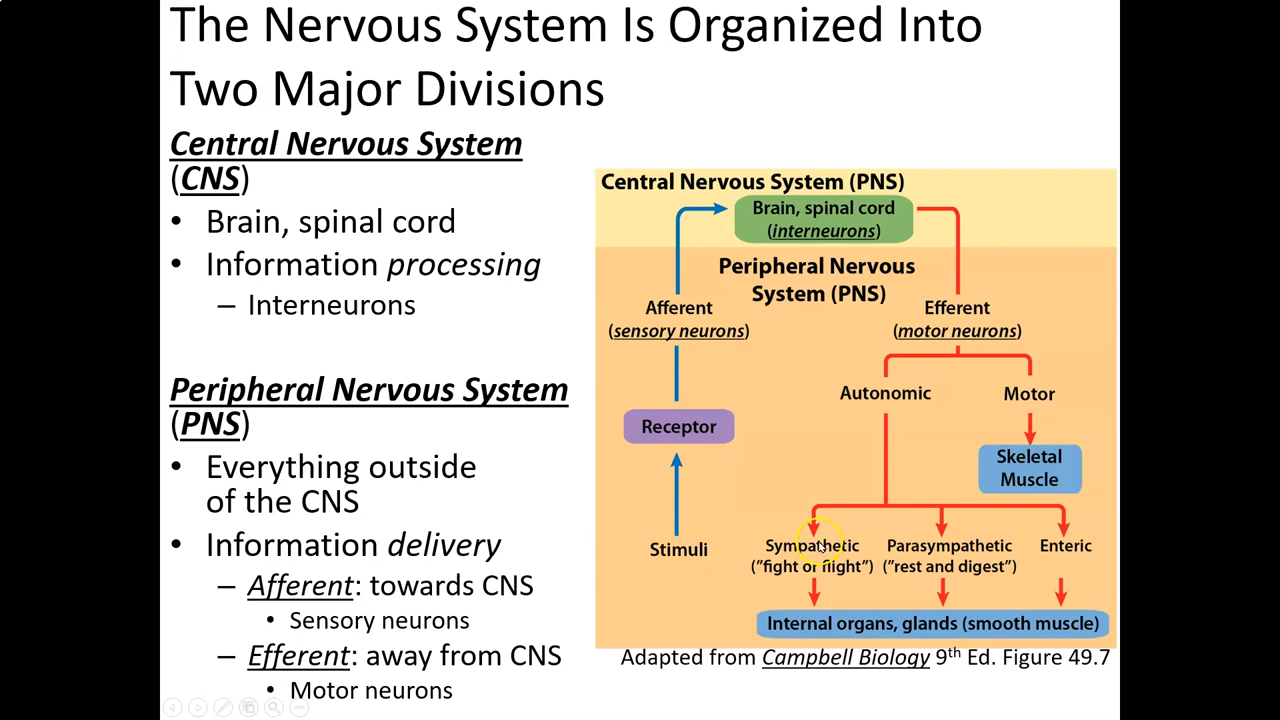 The Nervous System Is Organized Into
Two Major Divisions
Central Nervous System
(CNS)
• Brain, spinal cord
• Information processing
– Interneurons
Peripheral Nervous System
(PNS)
• Everything outside
of the CNS
• Information delivery
– Afferent: towards CNS
• Sensory neurons
– Efferent: away from CNS
• Motor neurons
Central Nervous System (PNS)
Brain, spinal cord
(interneurons)
Peripheral Nervous
System (PNS)
Afferent
(sensory neurons)
Efferent
(motor neurons)
Autonomic
Motor
Receptor
Skeletal
Muscle
Stimuli
Sympathetic
(”fight or flight”)
Parasympathetic
(”rest and digest”)
Enteric
Internal organs, glands (smooth muscle)
Adapted from Campbell Biology 9th Ed. Figure 49.7